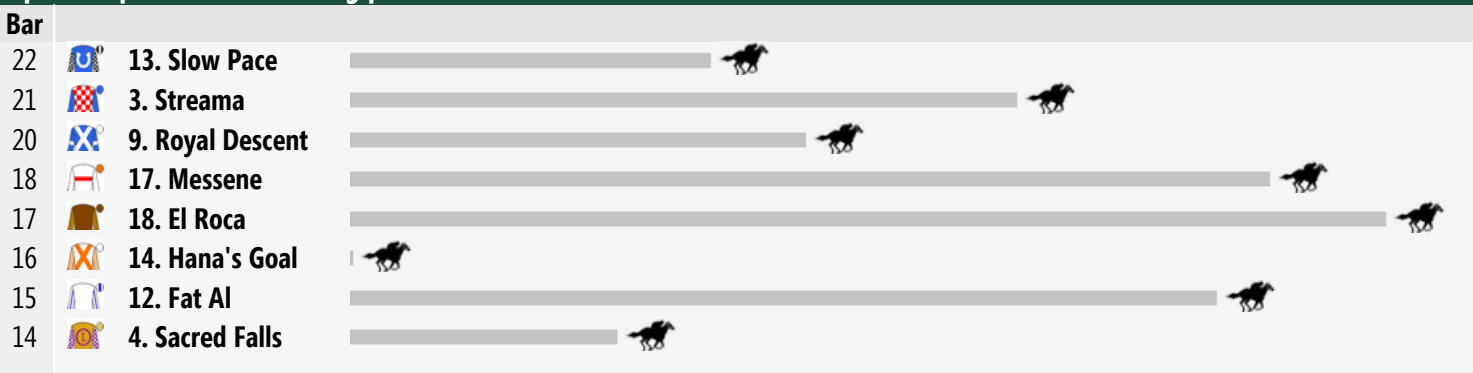 Bar
22 13. Slow Pace
21 3. Streama
20 9. Royal Descent
18 17. Messene
17 18. El Roca
16 14. Hana's Goal
15 12. Fat Al
14 4. Sacred Falls